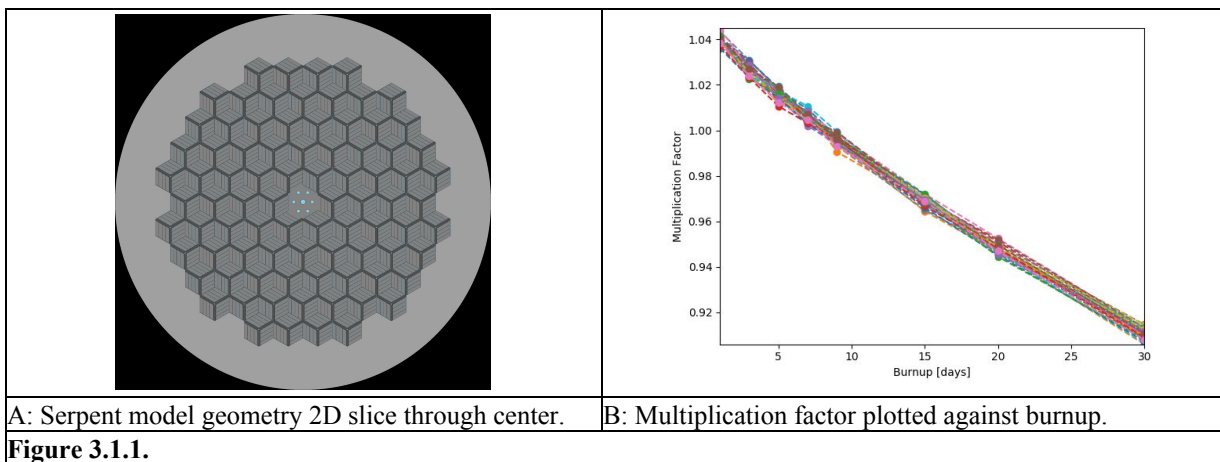 1.04
1.02
1.00
0.98
0.96
0.94
0.92
Multiplication Factor
5
10
15
20
25
30
Burnup [days]
A: Serpent model geometry 2D slice through center.
B: Multiplication factor plotted against burnup.
Figure 3.1.1.